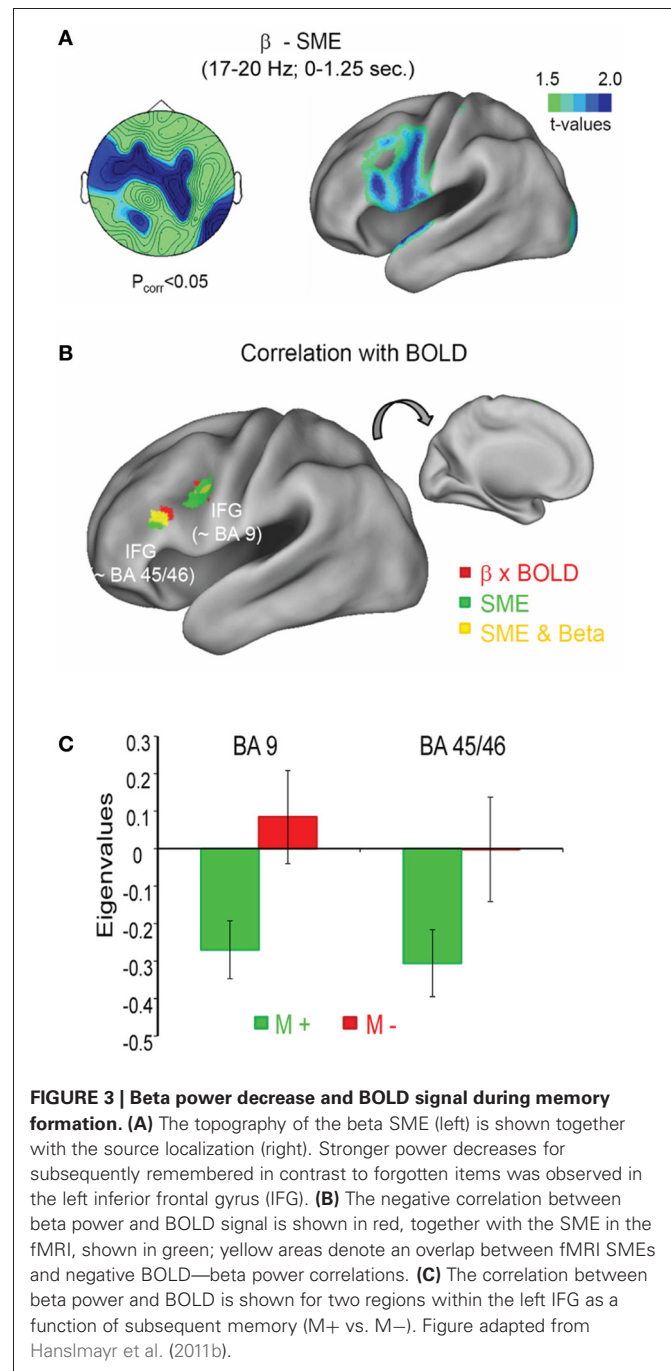 A
β - SME
(17-20 Hz; 0-1.25 sec.)
1.5 2.0
t-values
Pcorr<0.05
B
Correlation with BOLD
IFG
(~ BA 9)
IFG
(~ BA 45/46)
β x BOLD
SME
SME & Beta
C
BA 9 BA 45/46
Eigenvalues
0.3
0.2
0.1
0
-0.1
-0.2
-0.3
-0.4
-0.5
M + M -
FIGURE 3 | Beta power decrease and BOLD signal during memory
formation. (A) The topography of the beta SME (left) is shown together
with the source localization (right). Stronger power decreases for
subsequently remembered in contrast to forgotten items was observed in
the left inferior frontal gyrus (IFG). (B) The negative correlation between
beta power and BOLD signal is shown in red, together with the SME in the
fMRI, shown in green; yellow areas denote an overlap between fMRI SMEs
and negative BOLD—beta power correlations. (C) The correlation between
beta power and BOLD is shown for two regions within the left IFG as a
function of subsequent memory (M+ vs. M−). Figure adapted from
Hanslmayr et al. (2011b).